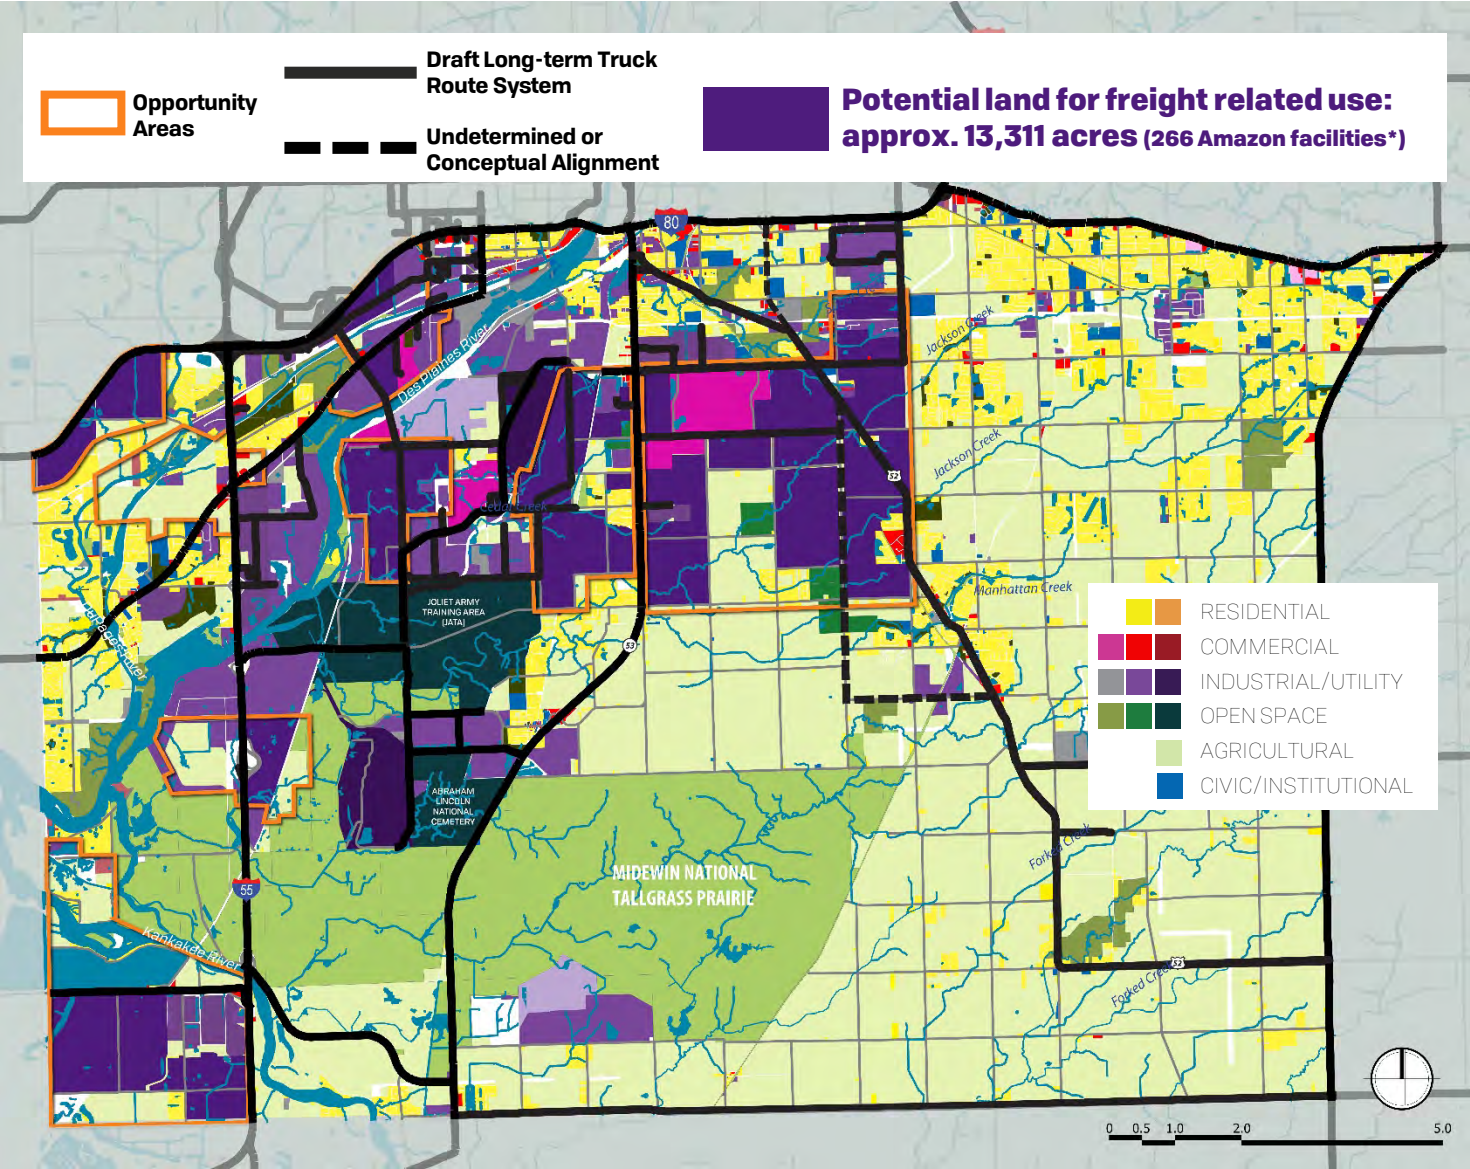 Opportunity
Areas
Draft Long-term Truck
Route System
Undetermined or
Conceptual Alignment
Potential land for freight related use:
approx. 13,311 acres (266 Amazon facilities*)
80
Des Plaines River
Jackson Creek
Jackson Creek
52
Cedar Creek
Manhattan Creek
JOLIET ARMY
TRAINING AREA
(JATA)
53
DuPage River
RESIDENTIAL
COMMERCIAL
INDUSTRIAL/UTILITY
OPEN SPACE
AGRICULTURAL
CIVIC/INSTITUTIONAL
ABRAHAM
LINCOLN
NATIONAL
CEMETERY
MIDEWIN NATIONAL
TALLGRASS PRAIRIE
55
Forked Creek
Kankakee River
52
Forked Creek
0 0.5 1.0 2.0 5.0